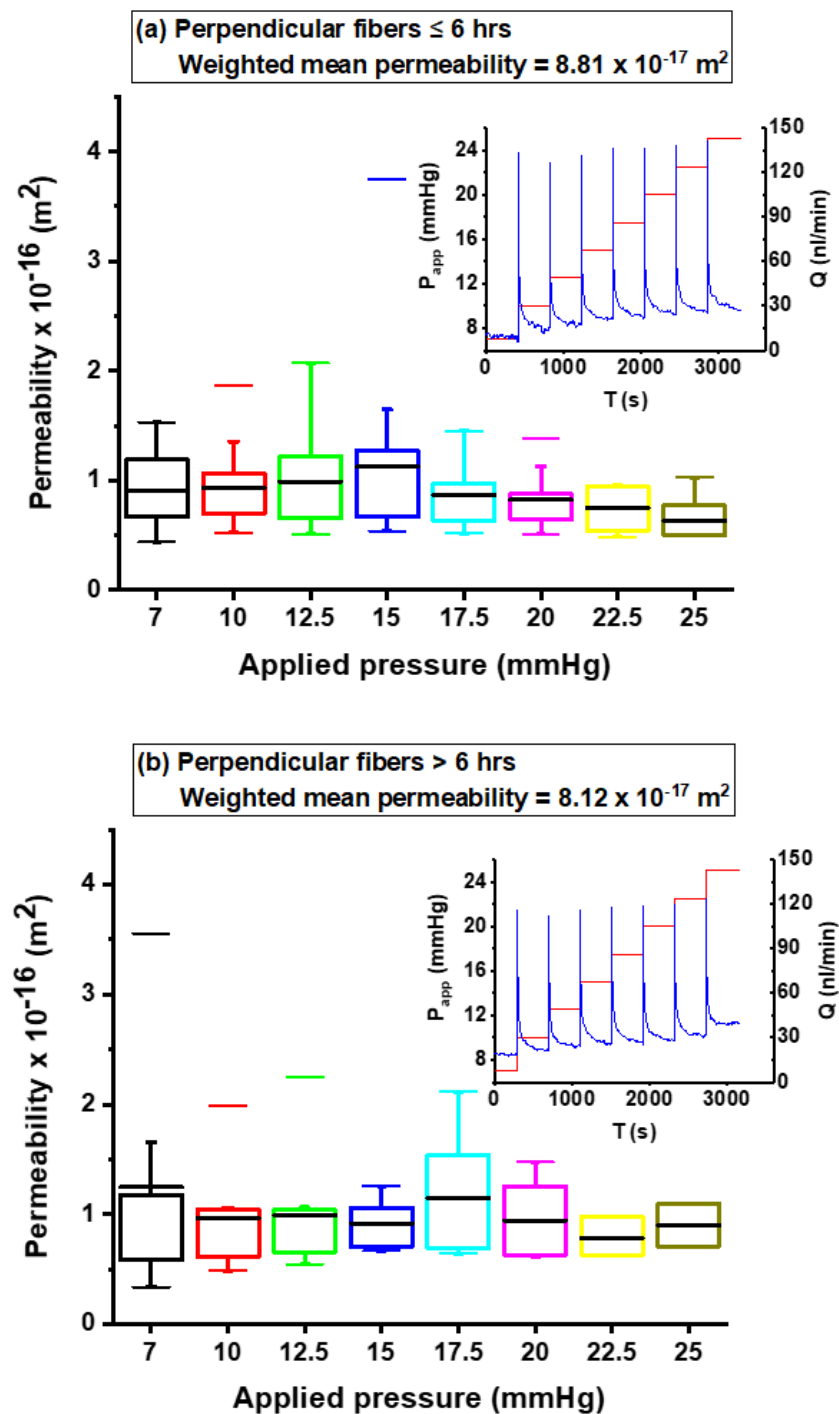 (a) Perpendicular fibers ≤ 6 hrs
Weighted mean permeability = 8.81 x 10⁻¹⁷ m²
Permeability x 10⁻¹⁶ (m²)
4
3
2
1
0
7 10 12.5 15 17.5 20 22.5 25
Applied pressure (mmHg)
Papp (mmHg)
24
20
16
12
8
Q (nl/min)
150
120
90
60
30
0
0 1000 2000 3000
T (s)
(b) Perpendicular fibers > 6 hrs
Weighted mean permeability = 8.12 x 10⁻¹⁷ m²
Permeability x 10⁻¹⁶ (m²)
4
3
2
1
0
7 10 12.5 15 17.5 20 22.5 25
Applied pressure (mmHg)
Papp (mmHg)
24
20
16
12
8
Q (nl/min)
150
120
90
60
30
0
0 1000 2000 3000
T (s)